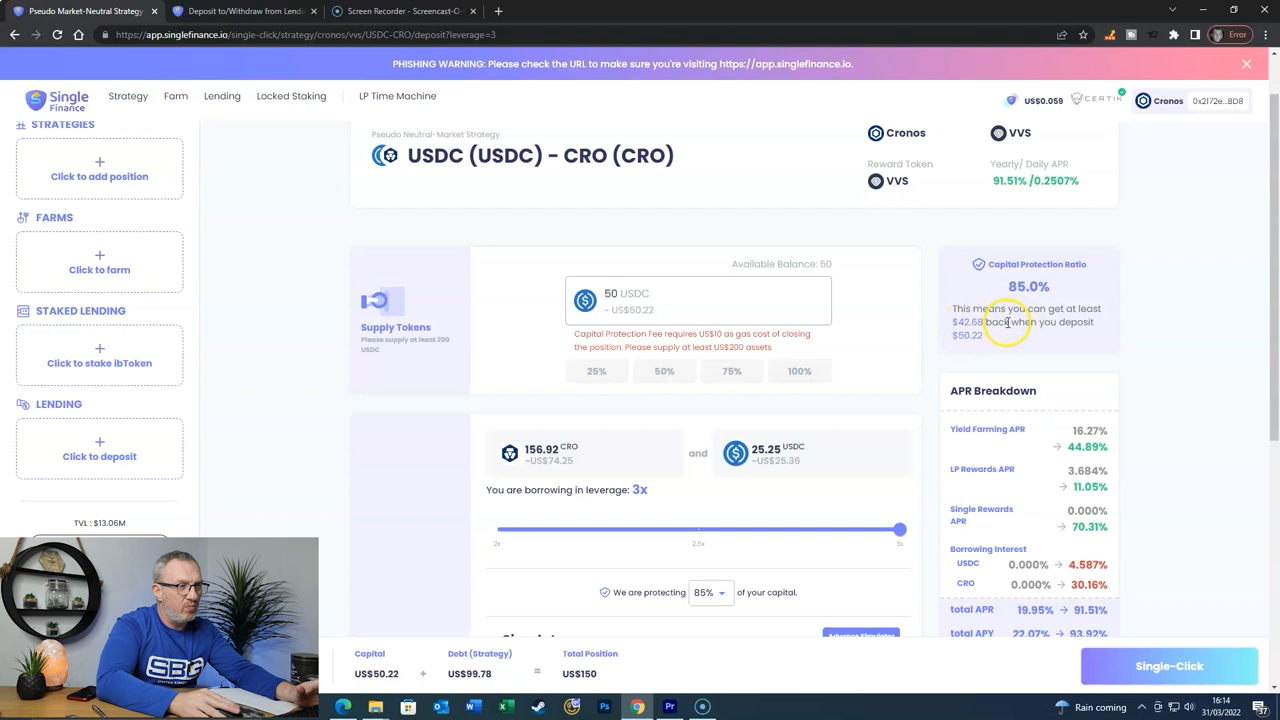 Pseudo Neutral-Market
Deposit to/Withdraw from Lendin
Screen Recorder - Screencast-O-
https://app.singlefinance.io/single-click/strategy/cronos/vvs/USDC-CRO/deposit?leverage=3
Error
PHISHING WARNING: Please check the URL to make sure you're visiting https://app.singlefinance.io.
Single Finance
Strategy
Farm
Lending
Locked Staking
LP Time Machine
US$0.059
CERTIK
Cronos
0x2172e...8D8
STRATEGIES
Click to add position
FARMS
Click to farm
STAKED LENDING
Click to stake ibToken
LENDING
Click to deposit
TVL : $13.06M
Pseudo Neutral-Market Strategy
USDC (USDC) - CRO (CRO)
Cronos
VVS
Reward Token
Yearly/ Daily APR
VVS
91.51% /0.2507%
Supply Tokens
Please supply at least 200
USDC
Available Balance: 50
50 USDC
~ US$50.22
Capital Protection Fee requires US$10 as gas cost of closing
the position. Please supply at least US$200 assets
25%
50%
75%
100%
156.92 CRO
~US$74.25
and
25.25 USDC
~US$25.36
You are borrowing in leverage: 3x
2x
2.5x
3x
We are protecting 85% of your capital.
Advance Simulator
Capital Protection Ratio
85.0%
This means you can get at least
$42.68 back when you deposit
$50.22
APR Breakdown
Yield Farming APR
16.27%
→ 44.89%
LP Rewards APR
3.684%
→ 11.05%
Single Rewards
APR
0.000%
→ 70.31%
Borrowing Interest
USDC 0.000% → 4.587%
CRO 0.000% → 30.16%
total APR 19.95% → 91.51%
total APY 22.07% → 93.92%
Capital
US$50.22
+
Debt (Strategy)
US$99.78
=
Total Position
US$150
Single-Click
SBG
Rain coming
16:14
31/03/2022